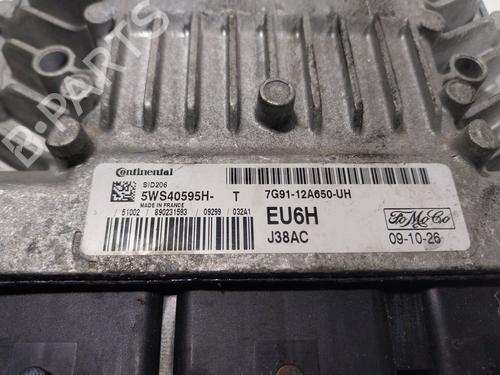 B-PARTS
Continental
SID206
5WS40595H- T
MADE IN FRANCE
51002 / 890231593 / 09299 / 032A1
7G91-12A650-UH
EU6H
J38AC
FoMoCo
09-10-26